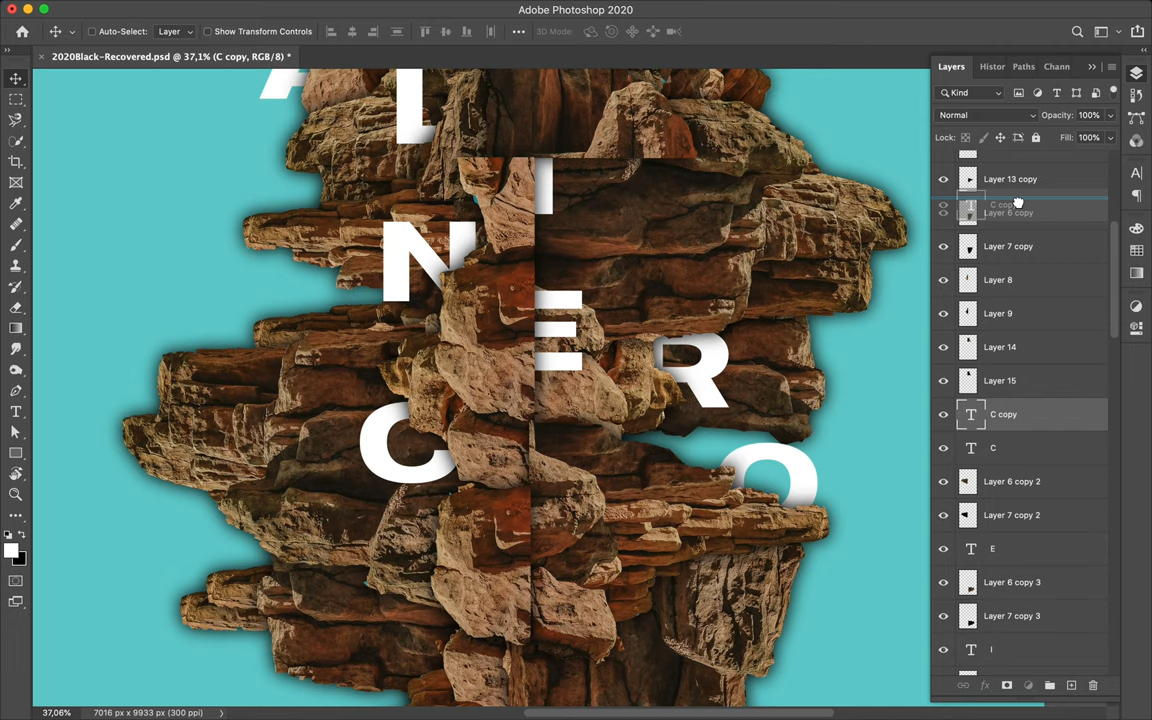 Adobe Photoshop 2020
Auto-Select: Layer Show Transform Controls 3D Mode:
2020Black-Recovered.psd @ 37,1% (C copy, RGB/8) *
Layers Histor Paths Chann
Kind
Normal Opacity: 100%
Lock: Fill: 100%
Layer 13 copy
C copy
Layer 6 copy
Layer 7 copy
Layer 8
Layer 9
Layer 14
Layer 15
C copy
C
Layer 6 copy 2
Layer 7 copy 2
E
Layer 6 copy 3
Layer 7 copy 3
I
A L
I
N
E R
C O
37,06% 7016 px x 9933 px (300 ppi)